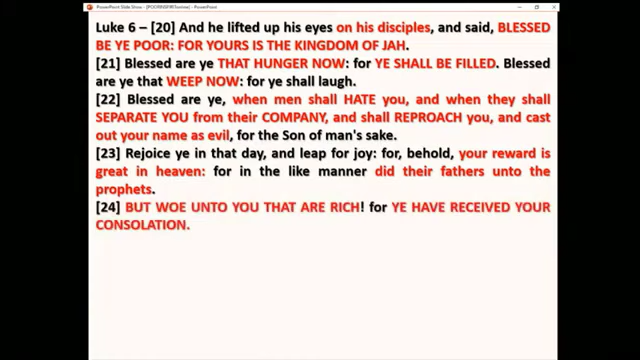 PowerPoint Slide Show - [POORINSPIRITomine] - PowerPoint
Luke 6 – [20] And he lifted up his eyes on his disciples, and said, BLESSED
BE YE POOR: FOR YOURS IS THE KINGDOM OF JAH.
[21] Blessed are ye THAT HUNGER NOW: for YE SHALL BE FILLED. Blessed
are ye that WEEP NOW: for ye shall laugh.
[22] Blessed are ye, when men shall HATE you, and when they shall
SEPARATE YOU from their COMPANY, and shall REPROACH you, and cast
out your name as evil, for the Son of man's sake.
[23] Rejoice ye in that day, and leap for joy: for, behold, your reward is
great in heaven: for in the like manner did their fathers unto the
prophets.
[24] BUT WOE UNTO YOU THAT ARE RICH! for YE HAVE RECEIVED YOUR
CONSOLATION.